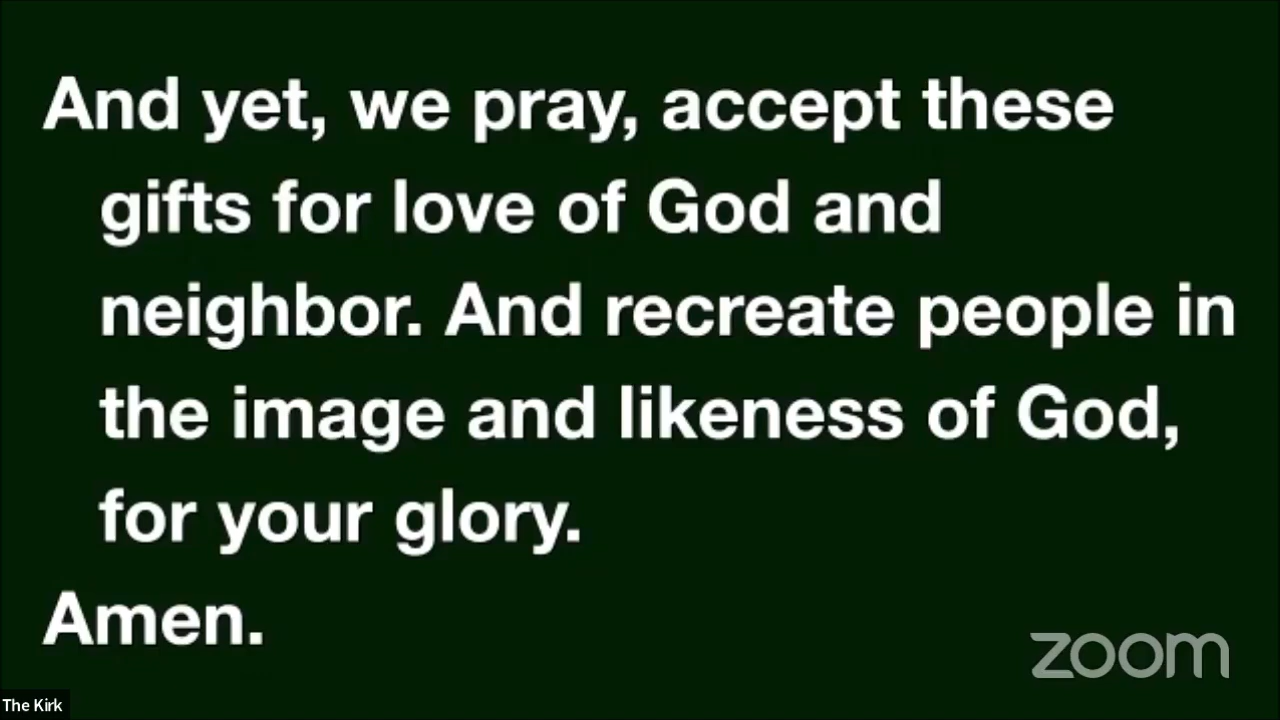 And yet, we pray, accept these
gifts for love of God and
neighbor. And recreate people in
the image and likeness of God,
for your glory.
Amen.
zoom
The Kirk